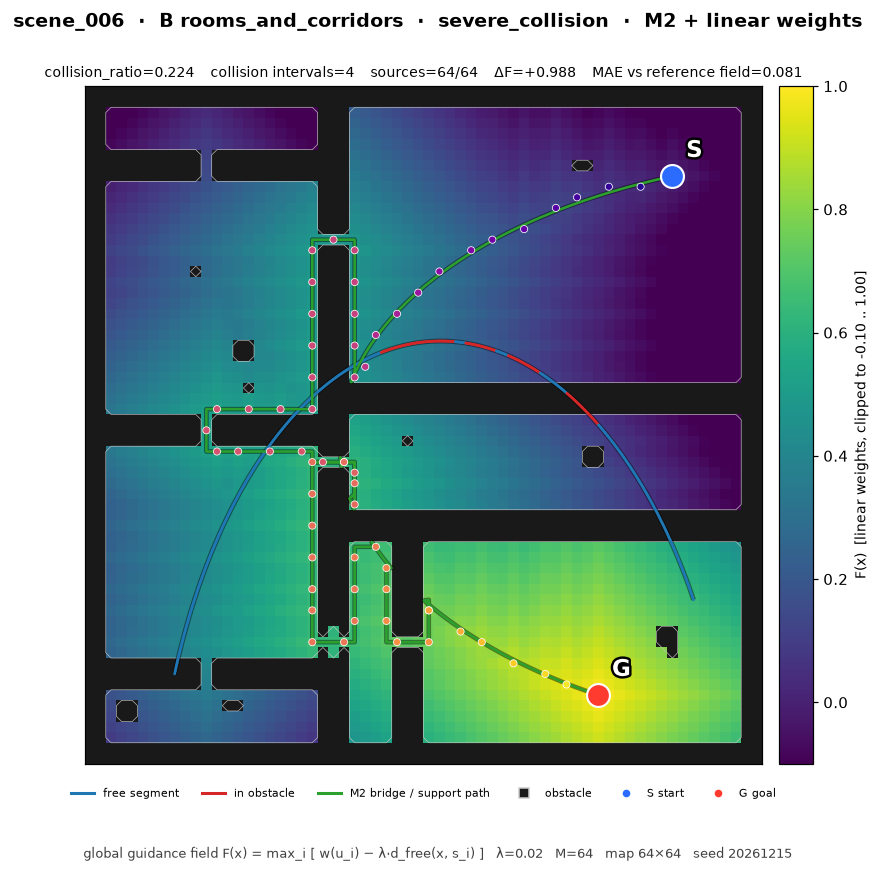 scene_006 · B rooms_and_corridors · severe_collision · M2 + linear weights
collision_ratio=0.224 collision intervals=4 sources=64/64 ΔF=+0.988 MAE vs reference field=0.081
S
G
1.0
0.8
0.6
0.4
0.2
0.0
F(x) [linear weights, clipped to -0.10 .. 1.00]
free segment in obstacle M2 bridge / support path obstacle S start G goal
global guidance field F(x) = max_i [ w(u_i) − λ·d_free(x, s_i) ] λ=0.02 M=64 map 64×64 seed 20261215